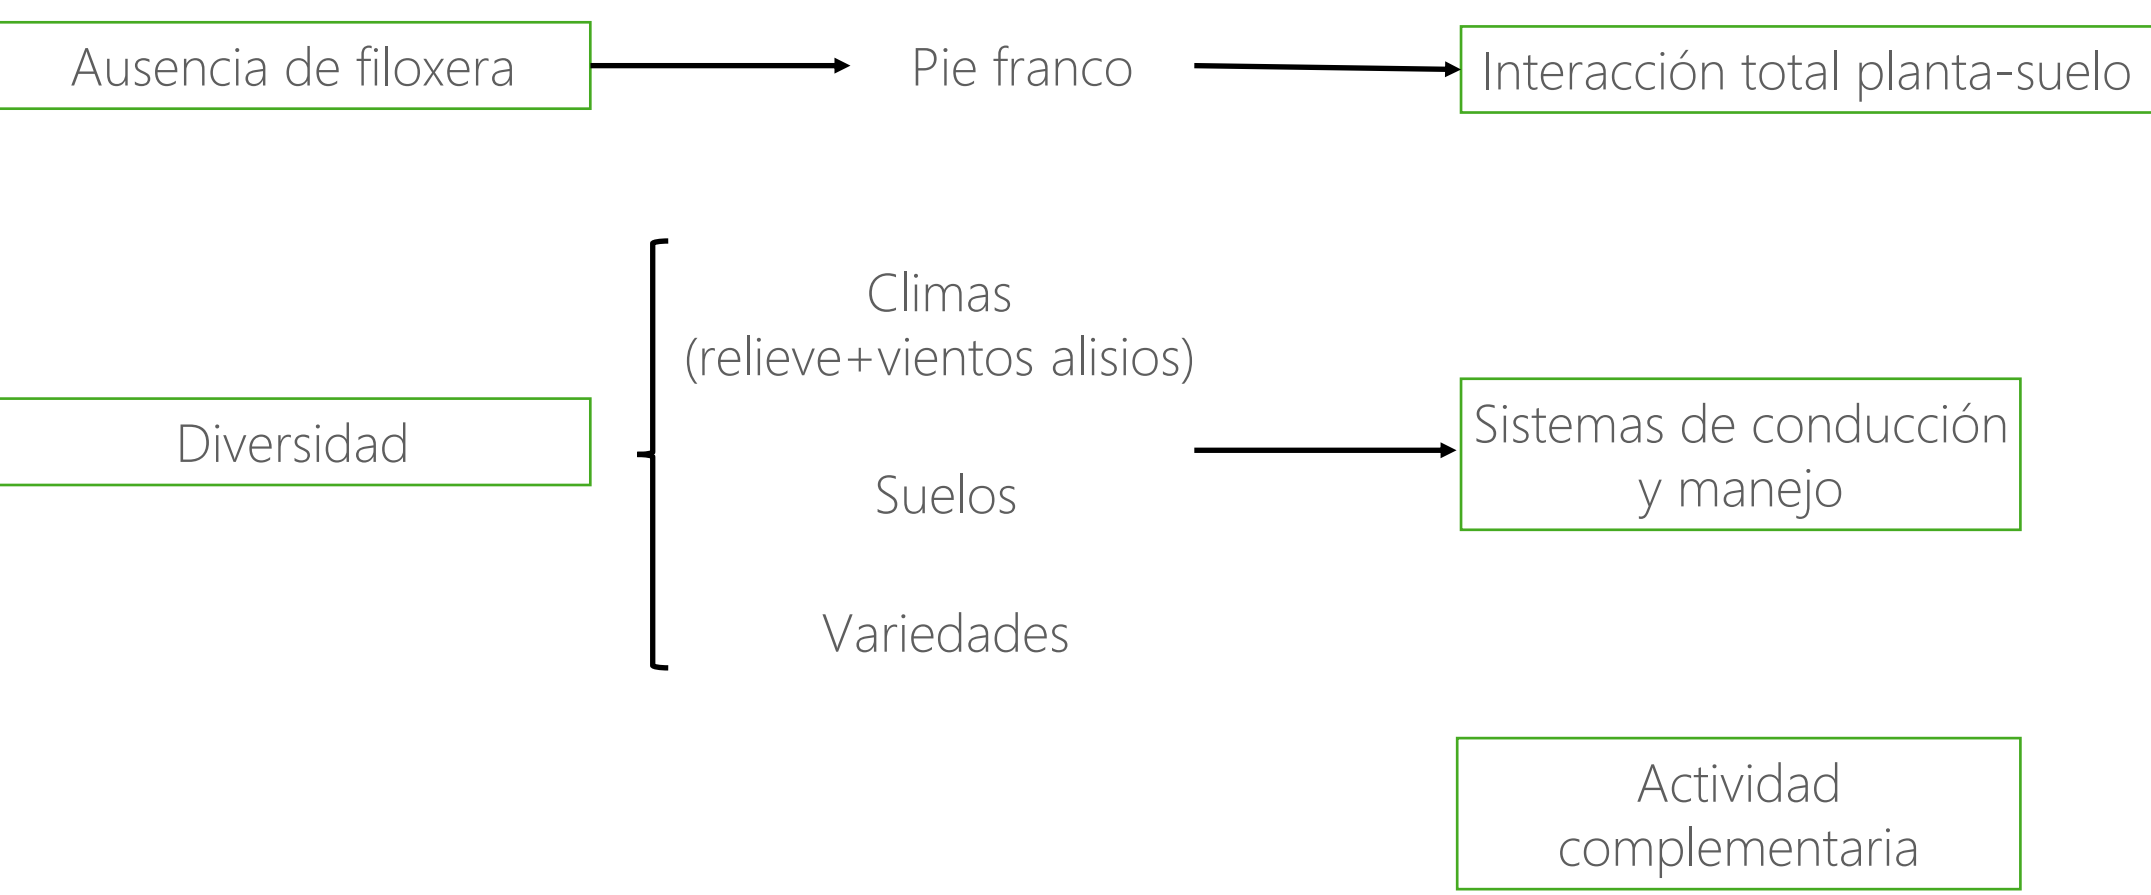 Ausencia de filoxera
Pie franco
Interacción total planta-suelo
Diversidad
Climas
(relieve+vientos alisios)
Suelos
Variedades
Sistemas de conducción
y manejo
Actividad
complementaria